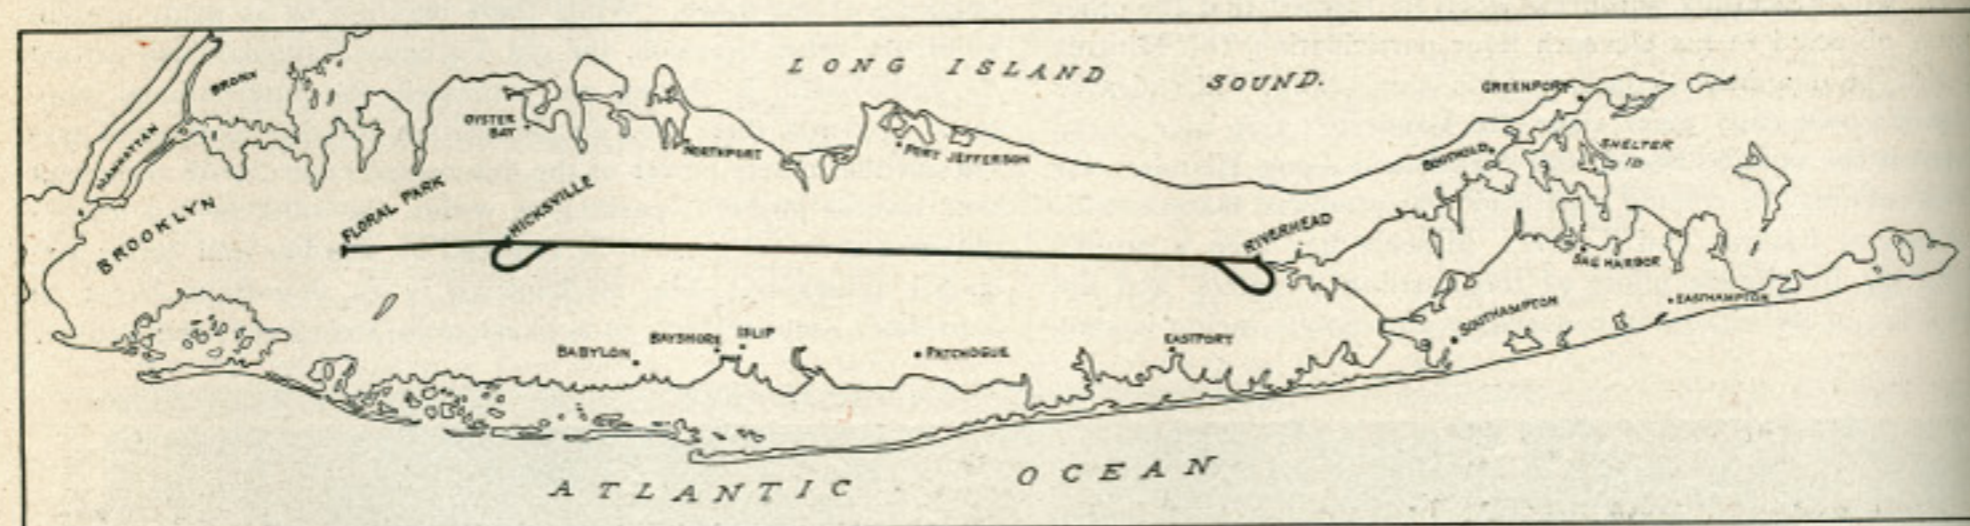 LONG ISLAND SOUND.
BRONX
MANHATTAN
BROOKLYN
OYSTER
BAY
NORTHPORT
PORT JEFFERSON
GREENPORT
SOUTHOLD
SHELTER
ID
FLORAL PARK
HICKSVILLE
RIVERHEAD
SAG HARBOR
EASTHAMPTON
SOUTHAMPTON
BABYLON
BAYSHORE
ISLIP
PATCHOGUE
EASTPORT
ATLANTIC OCEAN